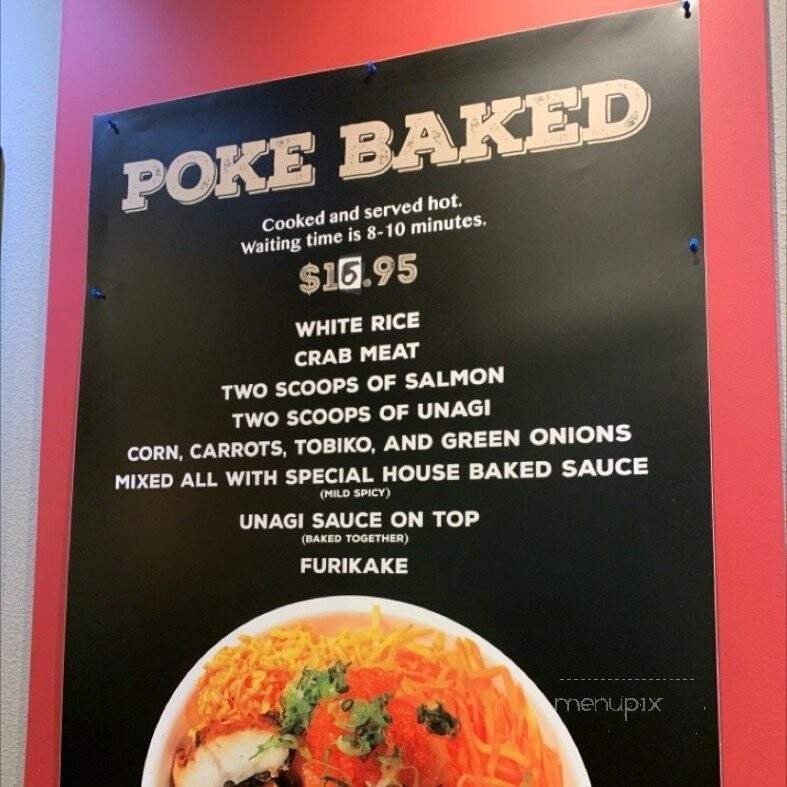 POKE BAKED
Cooked and served hot.
Waiting time is 8-10 minutes.
$15.95
WHITE RICE
CRAB MEAT
TWO SCOOPS OF SALMON
TWO SCOOPS OF UNAGI
CORN, CARROTS, TOBIKO, AND GREEN ONIONS
MIXED ALL WITH SPECIAL HOUSE BAKED SAUCE
(MILD SPICY)
UNAGI SAUCE ON TOP
(BAKED TOGETHER)
FURIKAKE
menupix